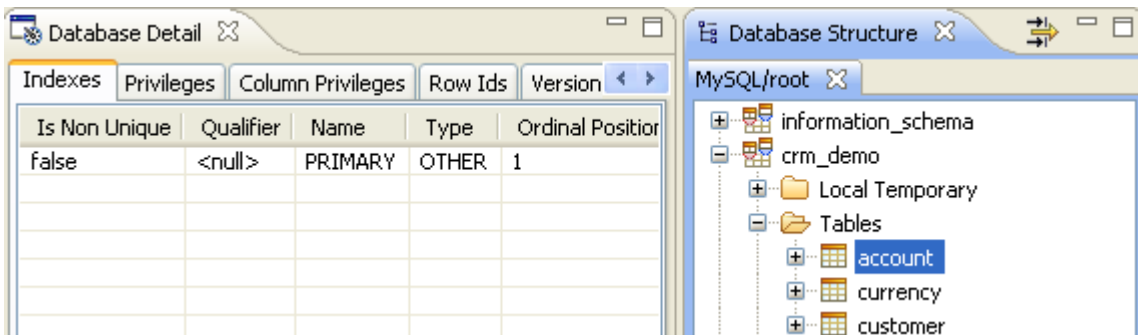 Database Detail
Indexes Privileges Column Privileges Row Ids Version
Is Non Unique Qualifier Name Type Ordinal Position
false <null> PRIMARY OTHER 1
Database Structure
MySQL/root
information_schema
crm_demo
Local Temporary
Tables
account
currency
customer